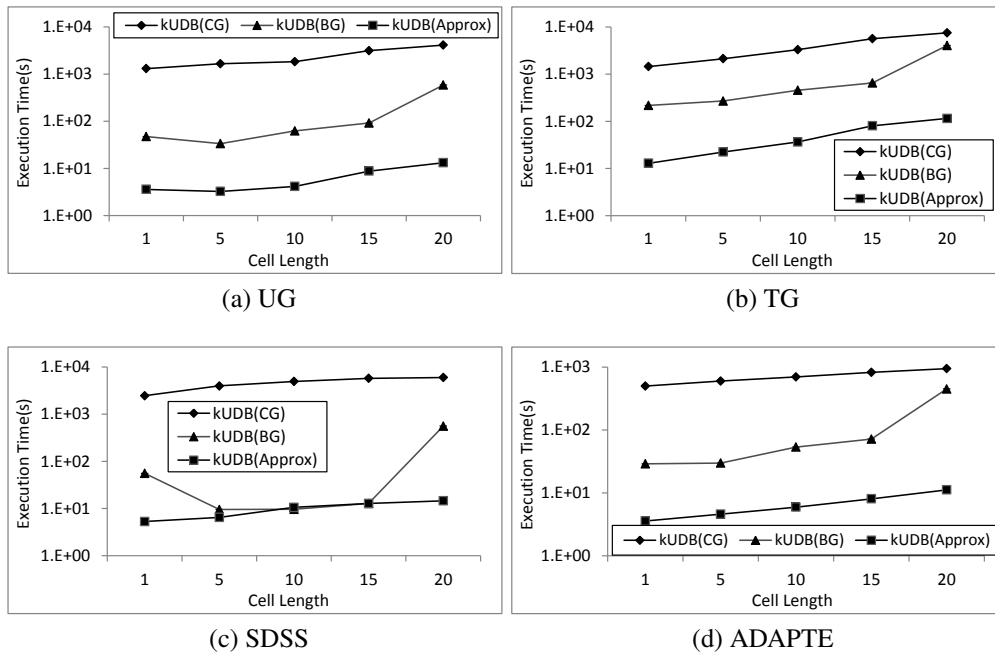 kUDB(CG) kUDB(BG) kUDB(Approx)
Execution Time(s)
1.E+04
1.E+03
1.E+02
1.E+01
1.E+00
1 5 10 15 20
Cell Length
(a) UG
Execution Time(s)
1.E+04
1.E+03
1.E+02
1.E+01
1.E+00
kUDB(CG)
kUDB(BG)
kUDB(Approx)
1 5 10 15 20
Cell Length
(b) TG
Execution Time(s)
1.E+04
1.E+03
1.E+02
1.E+01
1.E+00
kUDB(CG)
kUDB(BG)
kUDB(Approx)
1 5 10 15 20
Cell Length
(c) SDSS
Execution Time(s)
1.E+03
1.E+02
1.E+01
1.E+00
kUDB(CG) kUDB(BG) kUDB(Approx)
1 5 10 15 20
Cell Length
(d) ADAPTE